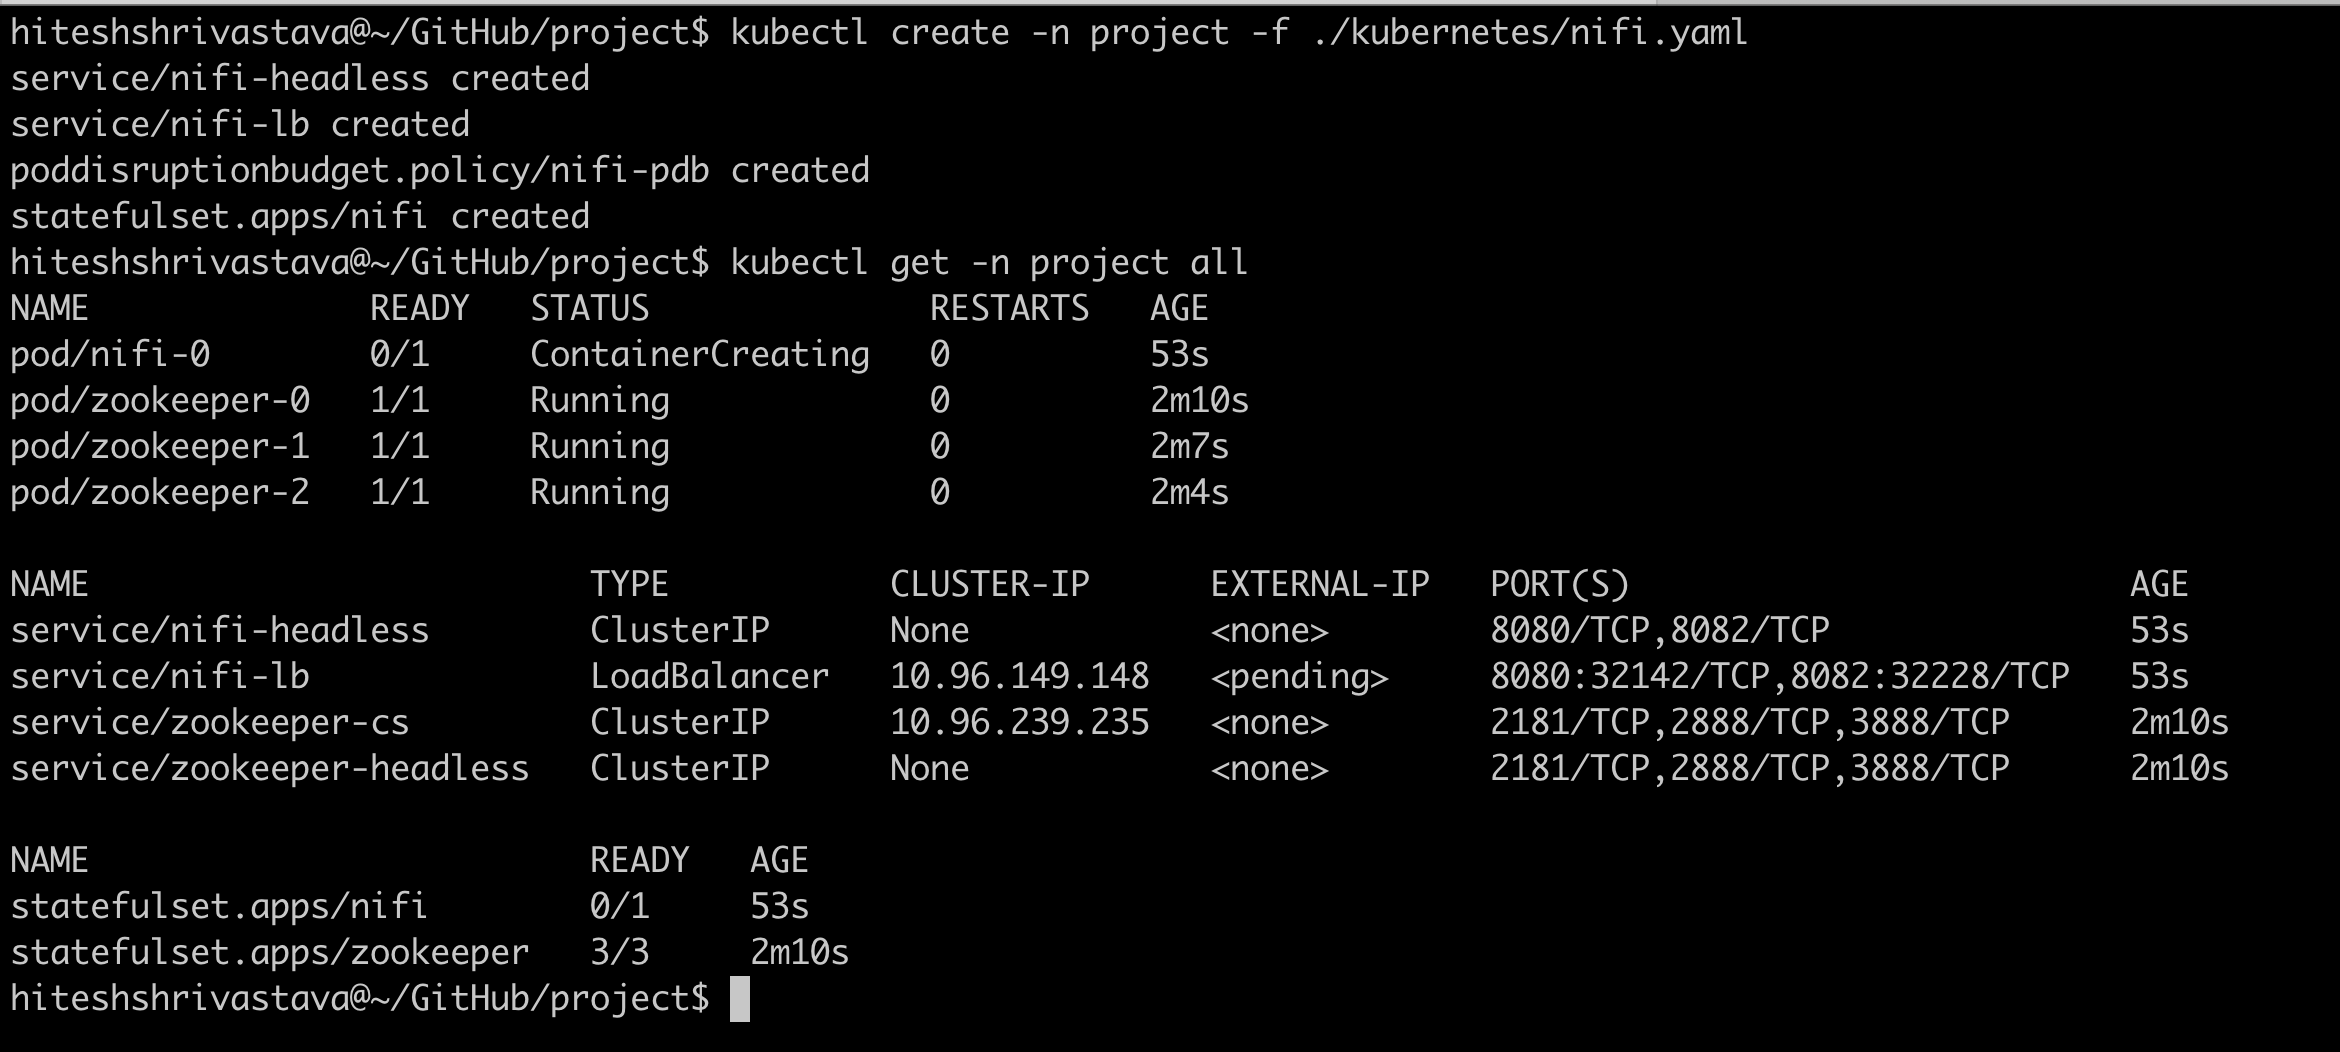 hiteshshrivastava@~/GitHub/project$ kubectl create -n project -f ./kubernetes/nifi.yaml
service/nifi-headless created
service/nifi-lb created
poddisruptionbudget.policy/nifi-pdb created
statefulset.apps/nifi created
hiteshshrivastava@~/GitHub/project$ kubectl get -n project all
NAME              READY   STATUS              RESTARTS   AGE
pod/nifi-0        0/1     ContainerCreating   0          53s
pod/zookeeper-0   1/1     Running             0          2m10s
pod/zookeeper-1   1/1     Running             0          2m7s
pod/zookeeper-2   1/1     Running             0          2m4s

NAME                         TYPE           CLUSTER-IP      EXTERNAL-IP   PORT(S)                         AGE
service/nifi-headless        ClusterIP      None            <none>        8080/TCP,8082/TCP               53s
service/nifi-lb              LoadBalancer   10.96.149.148   <pending>     8080:32142/TCP,8082:32228/TCP   53s
service/zookeeper-cs         ClusterIP      10.96.239.235   <none>        2181/TCP,2888/TCP,3888/TCP      2m10s
service/zookeeper-headless   ClusterIP      None            <none>        2181/TCP,2888/TCP,3888/TCP      2m10s

NAME                         READY   AGE
statefulset.apps/nifi        0/1     53s
statefulset.apps/zookeeper   3/3     2m10s
hiteshshrivastava@~/GitHub/project$